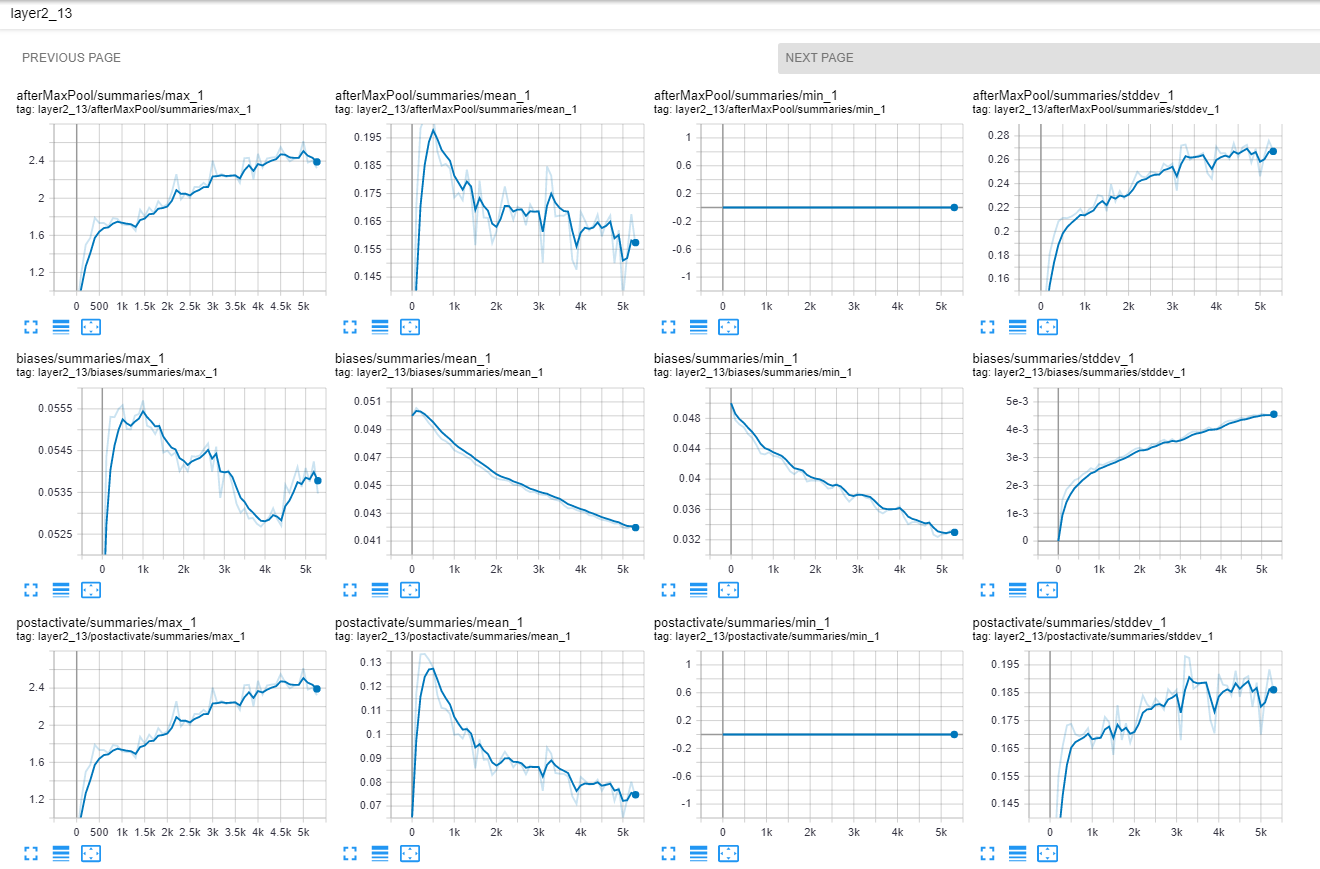 layer2_13
PREVIOUS PAGE NEXT PAGE
afterMaxPool/summaries/max_1 afterMaxPool/summaries/mean_1 afterMaxPool/summaries/min_1 afterMaxPool/summaries/stddev_1
tag: layer2_13/afterMaxPool/summaries/max_1 tag: layer2_13/afterMaxPool/summaries/mean_1 tag: layer2_13/afterMaxPool/summaries/min_1 tag: layer2_13/afterMaxPool/summaries/stddev_1
2.4
2
1.6
1.2
0 500 1k 1.5k 2k 2.5k 3k 3.5k 4k 4.5k 5k
0.195
0.185
0.175
0.165
0.155
0.145
0 1k 2k 3k 4k 5k
1
0.6
0.2
-0.2
-0.6
-1
0 1k 2k 3k 4k 5k
0.28
0.26
0.24
0.22
0.2
0.18
0.16
0 1k 2k 3k 4k 5k
biases/summaries/max_1 biases/summaries/mean_1 biases/summaries/min_1 biases/summaries/stddev_1
tag: layer2_13/biases/summaries/max_1 tag: layer2_13/biases/summaries/mean_1 tag: layer2_13/biases/summaries/min_1 tag: layer2_13/biases/summaries/stddev_1
0.0555
0.0545
0.0535
0.0525
0 1k 2k 3k 4k 5k
0.051
0.049
0.047
0.045
0.043
0.041
0 1k 2k 3k 4k 5k
0.048
0.044
0.04
0.036
0.032
0 1k 2k 3k 4k 5k
5e-3
4e-3
3e-3
2e-3
1e-3
0
0 1k 2k 3k 4k 5k
postactivate/summaries/max_1 postactivate/summaries/mean_1 postactivate/summaries/min_1 postactivate/summaries/stddev_1
tag: layer2_13/postactivate/summaries/max_1 tag: layer2_13/postactivate/summaries/mean_1 tag: layer2_13/postactivate/summaries/min_1 tag: layer2_13/postactivate/summaries/stddev_1
2.4
2
1.6
1.2
0 500 1k 1.5k 2k 2.5k 3k 3.5k 4k 4.5k 5k
0.13
0.12
0.11
0.1
0.09
0.08
0.07
0 1k 2k 3k 4k 5k
1
0.6
0.2
-0.2
-0.6
-1
0 1k 2k 3k 4k 5k
0.195
0.185
0.175
0.165
0.155
0.145
0 1k 2k 3k 4k 5k